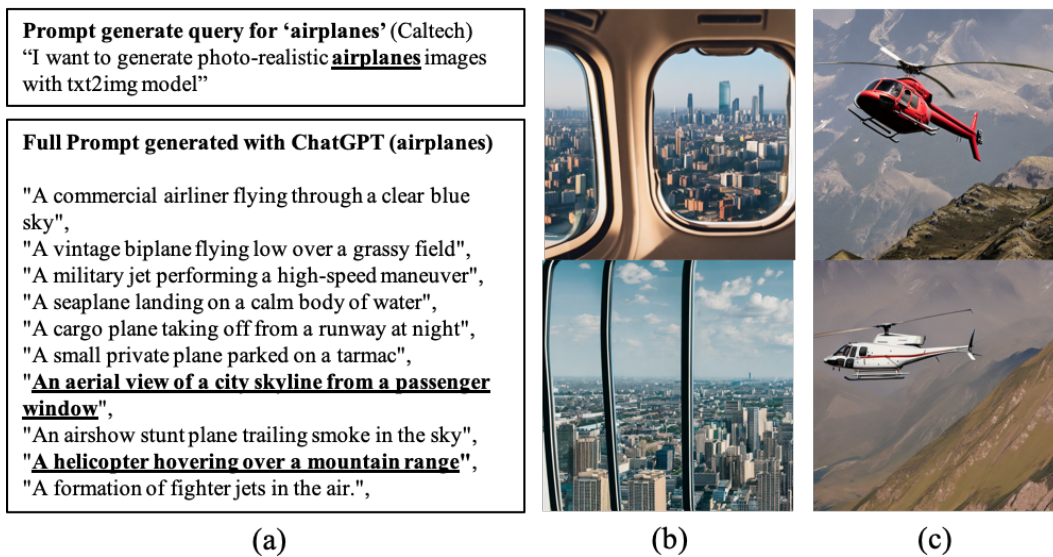 Prompt generate query for ‘airplanes’ (Caltech)
“I want to generate photo-realistic airplanes images
with txt2img model”
Full Prompt generated with ChatGPT (airplanes)
"A commercial airliner flying through a clear blue
sky",
"A vintage biplane flying low over a grassy field",
"A military jet performing a high-speed maneuver",
"A seaplane landing on a calm body of water",
"A cargo plane taking off from a runway at night",
"A small private plane parked on a tarmac",
"An aerial view of a city skyline from a passenger
window",
"An airshow stunt plane trailing smoke in the sky",
"A helicopter hovering over a mountain range",
"A formation of fighter jets in the air.",
(a)
(b)
(c)